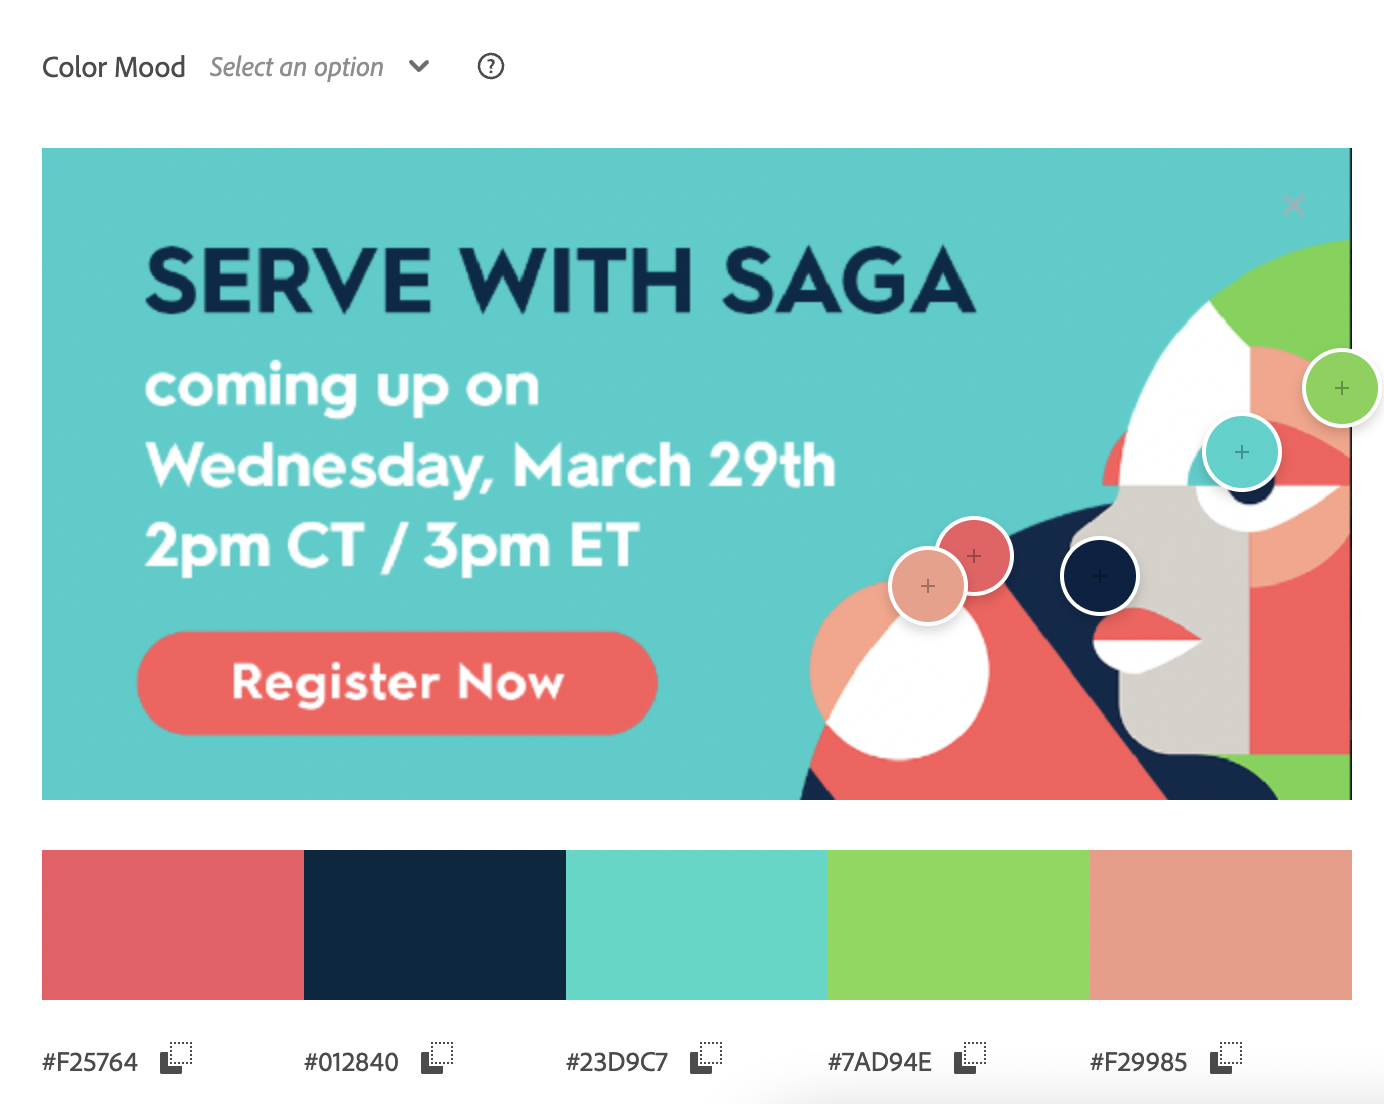 Color Mood Select an option
SERVE WITH SAGA
coming up on
Wednesday, March 29th
2pm CT / 3pm ET
Register Now
#F25764 #012840 #23D9C7 #7AD94E #F29985